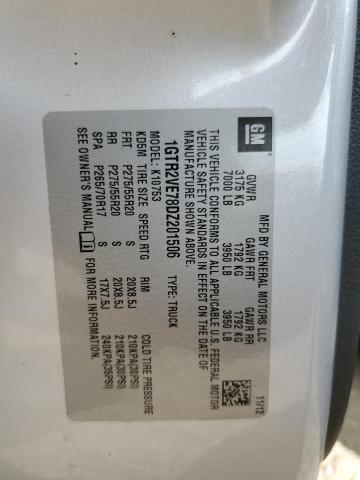 GM
MFD BY GENERAL MOTORS LLC
11/12
GVWR
GAWR FRT
GAWR RR
3175 KG
1792 KG
1792 KG
7000 LB
3950 LB
3950 LB
THIS VEHICLE CONFORMS TO ALL APPLICABLE U.S. FEDERAL MOTOR
VEHICLE SAFETY STANDARDS IN EFFECT ON THE DATE OF
MANUFACTURE SHOWN ABOVE.
1GTR2VE78DZ201506
TYPE: TRUCK
MODEL: K10753
KD5M TIRE SIZE SPEED RTG RIM COLD TIRE PRESSURE
FRT P275/55R20 S 20X8.5J 210KPA(30PSI)
RR P275/55R20 S 20X8.5J 210KPA(30PSI)
SPA P265/70R17 S 17X7.5J 240KPA(35PSI)
SEE OWNER'S MANUAL FOR MORE INFORMATION.